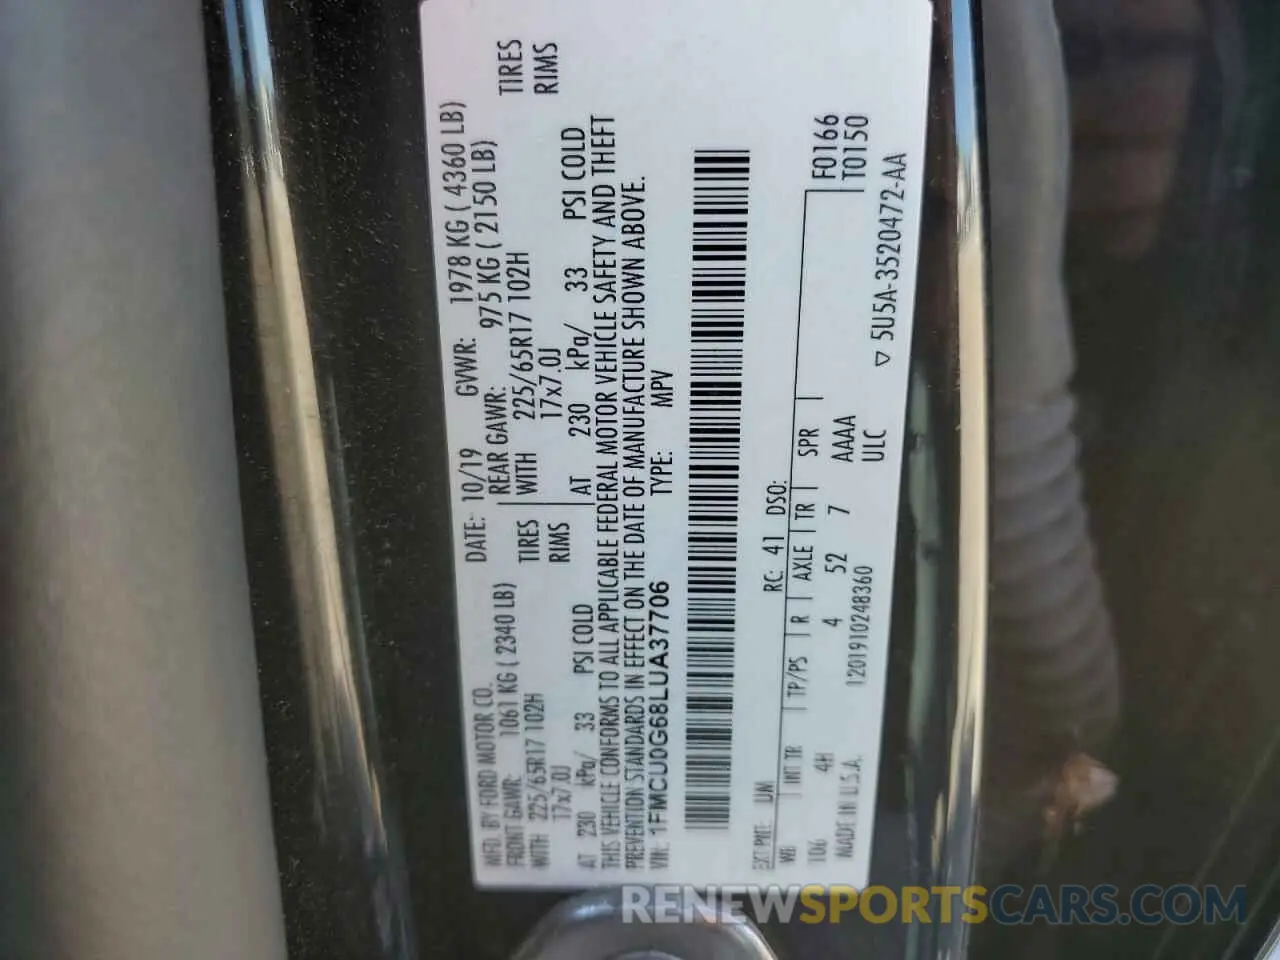 MFD. BY FORD MOTOR CO. DATE: 10/19 GVWR: 1978 KG ( 4360 LB)
FRONT GAWR: 1061 KG ( 2340 LB) REAR GAWR: 975 KG ( 2150 LB)
WITH 225/65R17 102H TIRES WITH 225/65R17 102H TIRES
17x7.0J RIMS 17x7.0J RIMS
AT 230 kPa/ 33 PSI COLD AT 230 kPa/ 33 PSI COLD
THIS VEHICLE CONFORMS TO ALL APPLICABLE FEDERAL MOTOR VEHICLE SAFETY AND THEFT
PREVENTION STANDARDS IN EFFECT ON THE DATE OF MANUFACTURE SHOWN ABOVE.
VIN: 1FMCU0G68LUA37706 TYPE: MPV
EXT PNT: UM RC: 41 DSO:
WB INT TR TP/PS R AXLE TR SPR F0166
106 4H 4 52 7 AAAA T0150
MADE IN U.S.A. 1201910248360 ULC
▽ 5U5A-3520472-AA
RENEWSPORTSCARS.COM